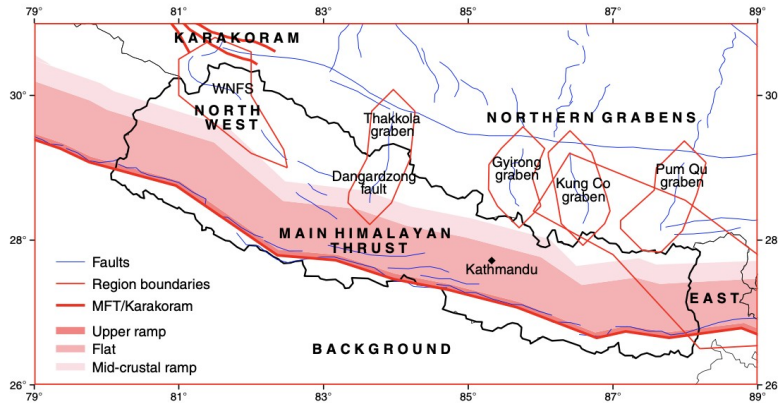 79° 81° 83° 85° 87° 89°
KARAKORAM
30° 30°
WNFS
NORTH
WEST
Thakkola
graben
NORTHERN GRABENS
Gyirong
graben
Kung Co
graben
Pum Qu
graben
Dangardzong
fault
28° 28°
MAIN HIMALAYAN
THRUST
Kathmandu
EAST
BACKGROUND
Faults
Region boundaries
MFT/Karakoram
Upper ramp
Flat
Mid-crustal ramp
26° 26°
79° 81° 83° 85° 87° 89°